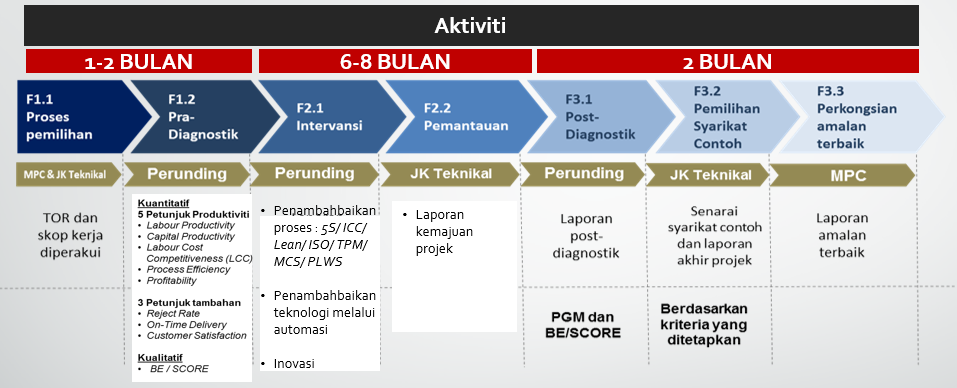 Aktiviti
1-2 BULAN
6-8 BULAN
2 BULAN
F1.1
Proses
pemilihan
F1.2
Pra-
Diagnostik
F2.1
Intervansi
F2.2
Pemantauan
F3.1
Post-
Diagnostik
F3.2
Pemilihan
Syarikat
Contoh
F3.3
Perkongsian
amalan
terbaik
MPC & JK Teknikal
Perunding
Perunding
JK Teknikal
Perunding
JK Teknikal
MPC
TOR dan
skop kerja
diperakui
Kuantitatif
5 Petunjuk Produktiviti
• Labour Productivity
• Capital Productivity
• Labour Cost
Competitiveness (LCC)
• Process Efficiency
• Profitability
3 Petunjuk tambahan
• Reject Rate
• On-Time Delivery
• Customer Satisfaction
Kualitatif
• BE / SCORE
• Penambahbaikan
proses : 5S/ ICC/
Lean/ ISO/ TPM/
MCS/ PLWS
• Penambahbaikan
teknologi melalui
automasi
• Inovasi
• Laporan
kemajuan
projek
Laporan
post-
diagnostik
PGM dan
BE/SCORE
Senarai
syarikat contoh
dan laporan
akhir projek
Berdasarkan
kriteria yang
ditetapkan
Laporan
amalan
terbaik